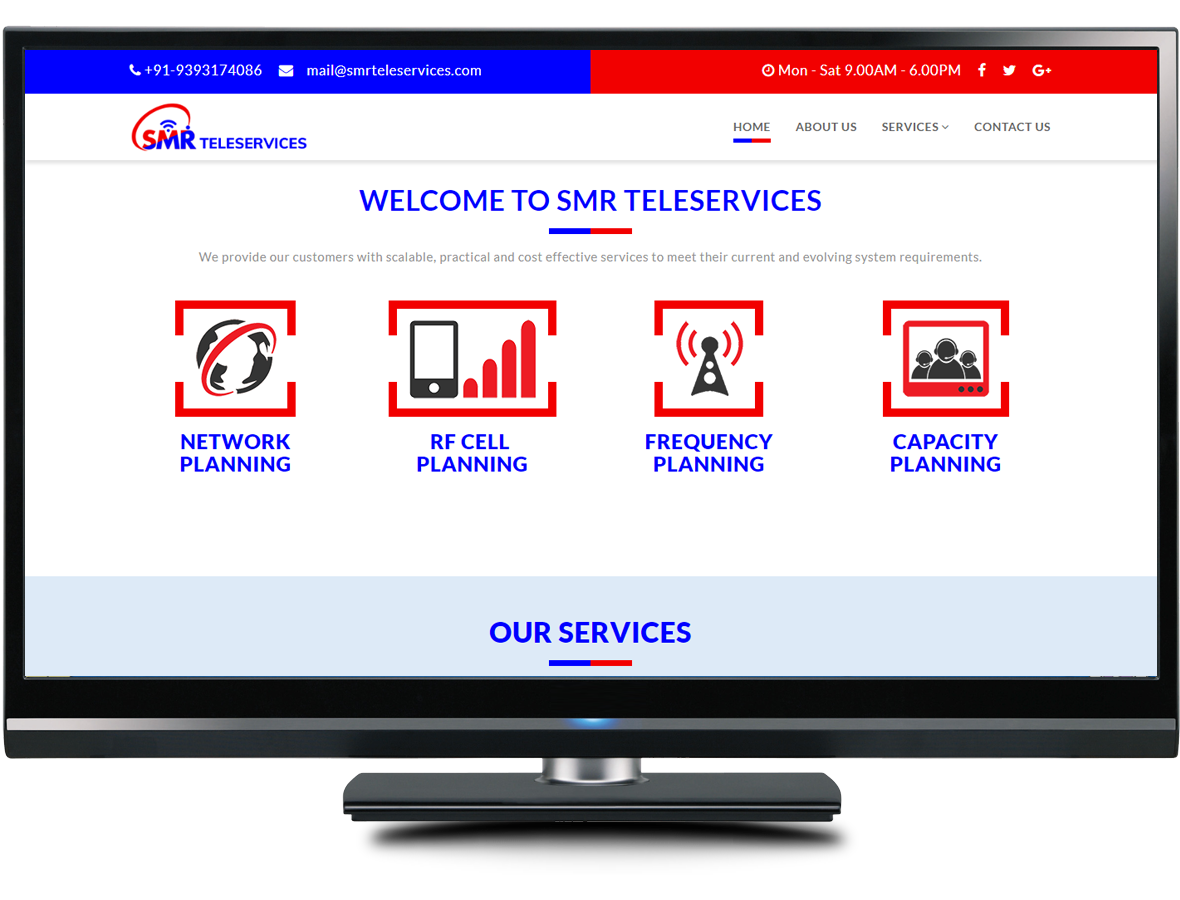 +91-9393174086 mail@smrteleservices.com Mon - Sat 9.00AM - 6.00PM
SMR TELESERVICES
HOME ABOUT US SERVICES CONTACT US
WELCOME TO SMR TELESERVICES
We provide our customers with scalable, practical and cost effective services to meet their current and evolving system requirements.
NETWORK
PLANNING
RF CELL
PLANNING
FREQUENCY
PLANNING
CAPACITY
PLANNING
OUR SERVICES